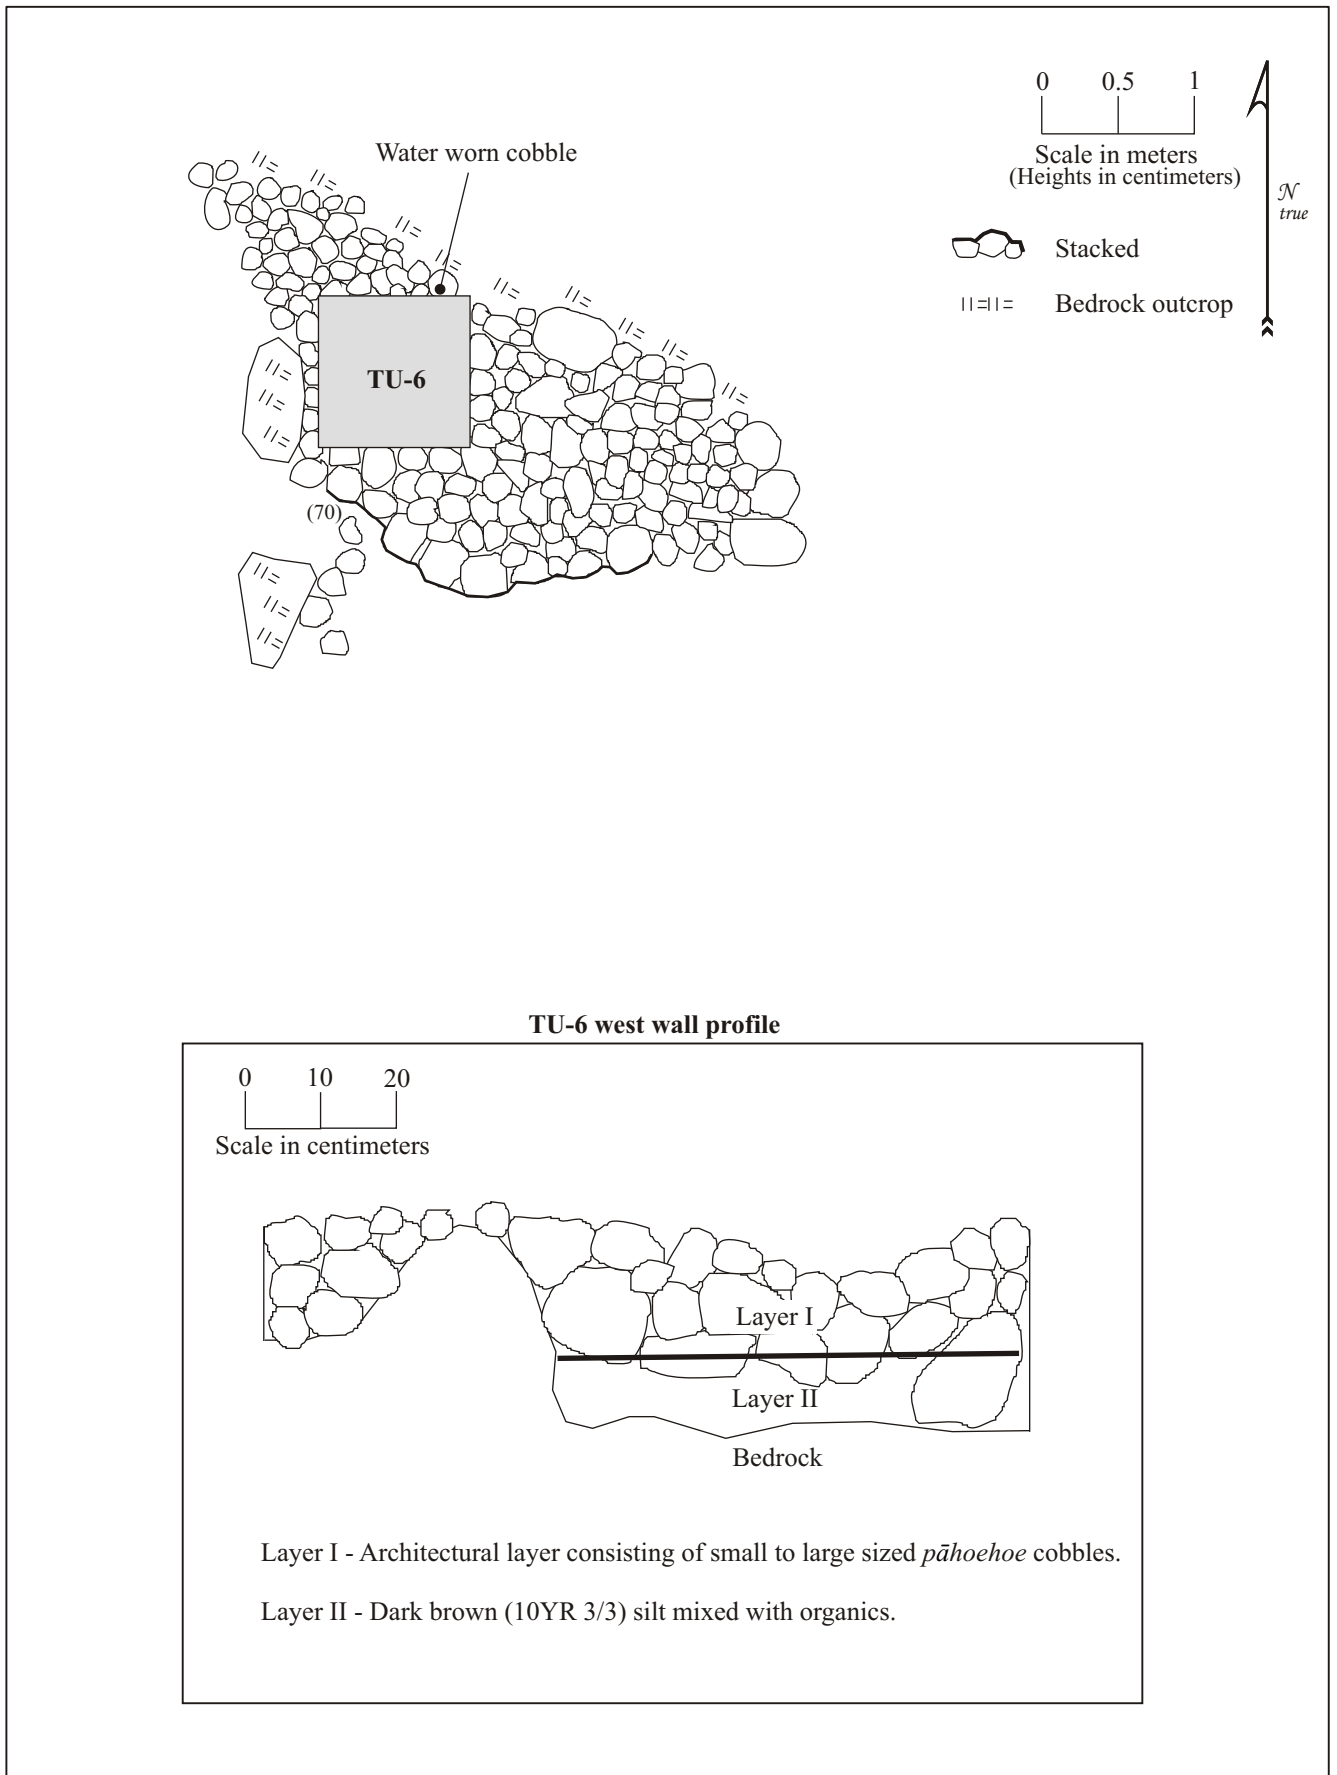 0 0.5 1
Scale in meters
(Heights in centimeters)
N
true
Stacked
Bedrock outcrop
Water worn cobble
TU-6
(70)
TU-6 west wall profile
0 10 20
Scale in centimeters
Layer I
Layer II
Bedrock
Layer I - Architectural layer consisting of small to large sized pāhoehoe cobbles.
Layer II - Dark brown (10YR 3/3) silt mixed with organics.